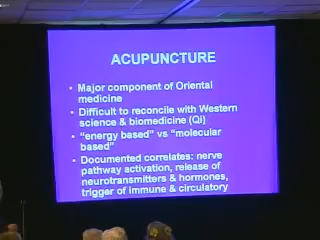 ACUPUNCTURE
• Major component of Oriental
medicine
• Difficult to reconcile with Western
science & biomedicine (Qi)
• “energy based” vs “molecular
based”
• Documented correlates: nerve
pathway activation, release of
neurotransmitters & hormones,
trigger of immune & circulatory